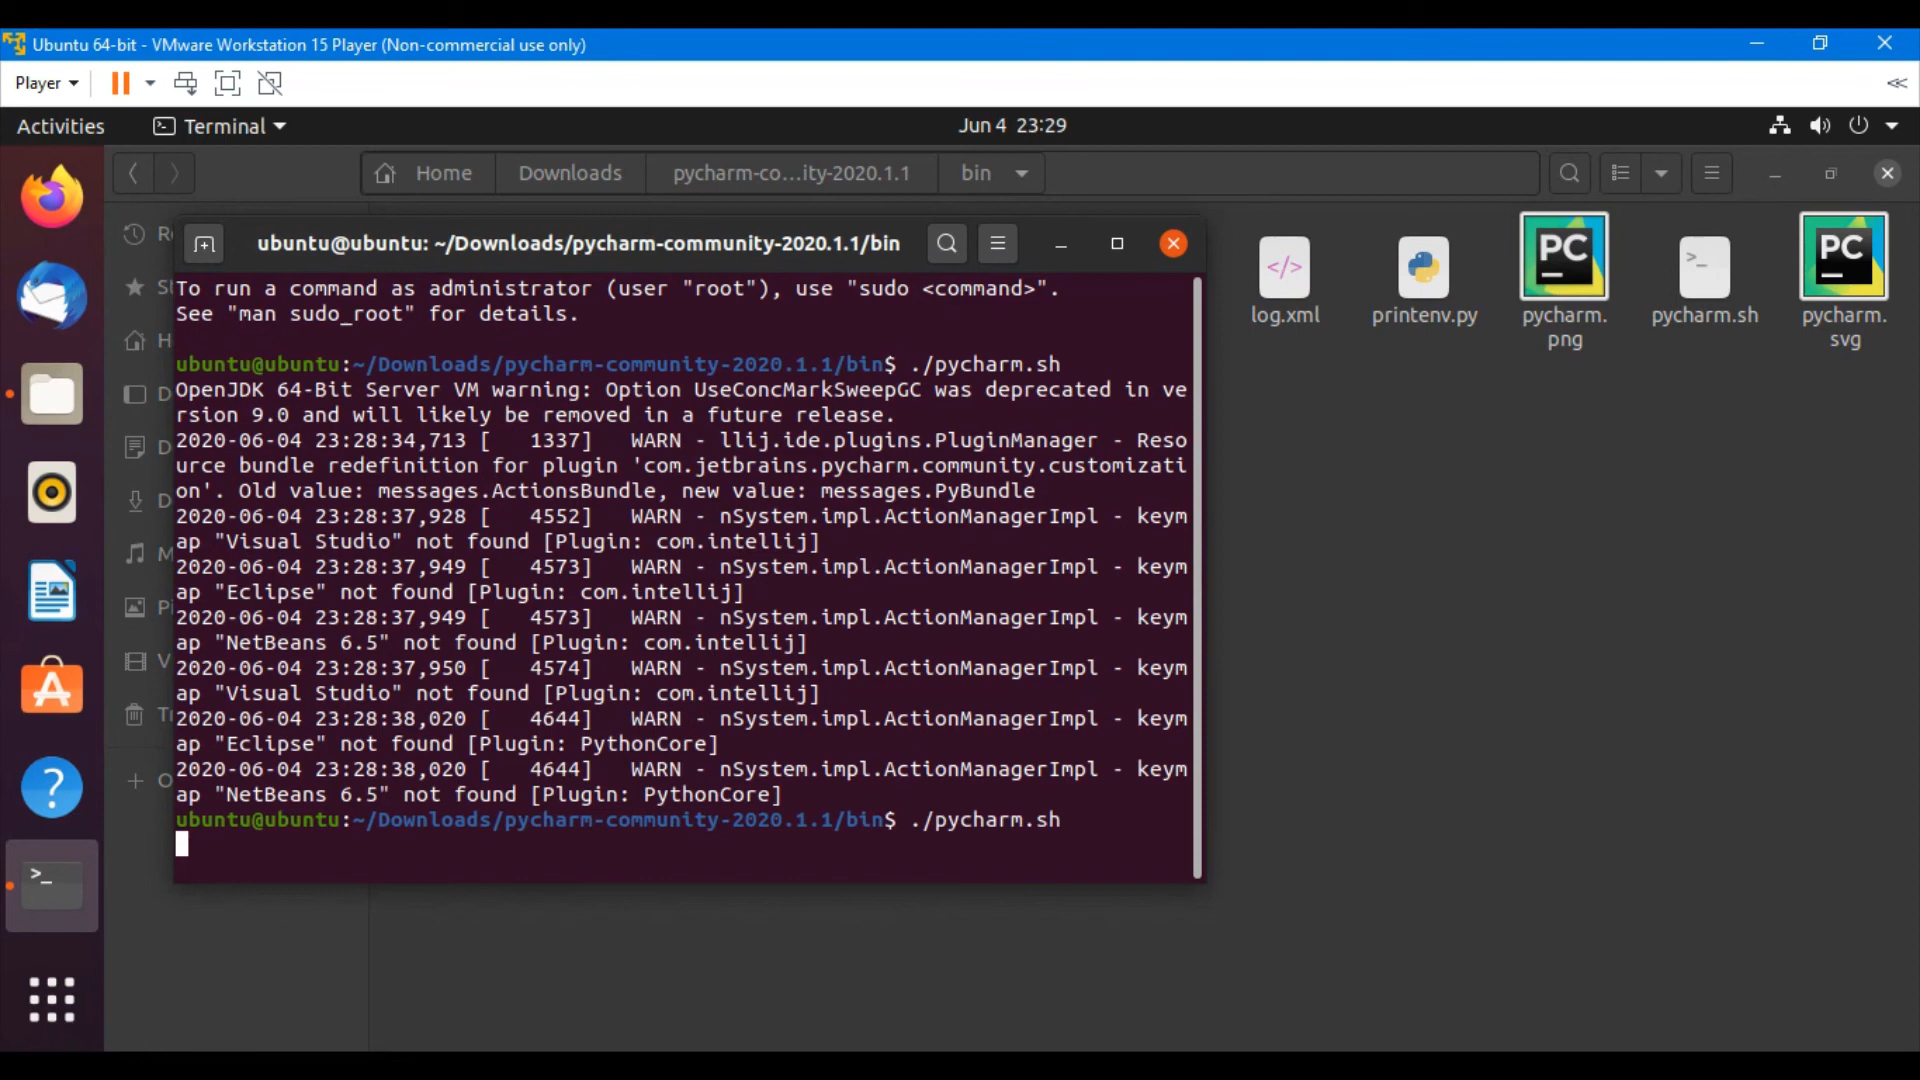 Ubuntu 64-bit - VMware Workstation 15 Player (Non-commercial use only)
Player
Activities
Terminal
Jun 4 23:29
Home
Downloads
pycharm-co…ity-2020.1.1
bin
ubuntu@ubuntu: ~/Downloads/pycharm-community-2020.1.1/bin
To run a command as administrator (user "root"), use "sudo <command>".
See "man sudo_root" for details.
ubuntu@ubuntu:~/Downloads/pycharm-community-2020.1.1/bin$ ./pycharm.sh
OpenJDK 64-Bit Server VM warning: Option UseConcMarkSweepGC was deprecated in ve
rsion 9.0 and will likely be removed in a future release.
2020-06-04 23:28:34,713 [   1337]   WARN - llij.ide.plugins.PluginManager - Reso
urce bundle redefinition for plugin 'com.jetbrains.pycharm.community.customizati
on'. Old value: messages.ActionsBundle, new value: messages.PyBundle
2020-06-04 23:28:37,928 [   4552]   WARN - nSystem.impl.ActionManagerImpl - keym
ap "Visual Studio" not found [Plugin: com.intellij]
2020-06-04 23:28:37,949 [   4573]   WARN - nSystem.impl.ActionManagerImpl - keym
ap "Eclipse" not found [Plugin: com.intellij]
2020-06-04 23:28:37,949 [   4573]   WARN - nSystem.impl.ActionManagerImpl - keym
ap "NetBeans 6.5" not found [Plugin: com.intellij]
2020-06-04 23:28:37,950 [   4574]   WARN - nSystem.impl.ActionManagerImpl - keym
ap "Visual Studio" not found [Plugin: com.intellij]
2020-06-04 23:28:38,020 [   4644]   WARN - nSystem.impl.ActionManagerImpl - keym
ap "Eclipse" not found [Plugin: PythonCore]
2020-06-04 23:28:38,020 [   4644]   WARN - nSystem.impl.ActionManagerImpl - keym
ap "NetBeans 6.5" not found [Plugin: PythonCore]
ubuntu@ubuntu:~/Downloads/pycharm-community-2020.1.1/bin$ ./pycharm.sh
PC
PC
log.xml
printenv.py
pycharm.
png
pycharm.sh
pycharm.
svg